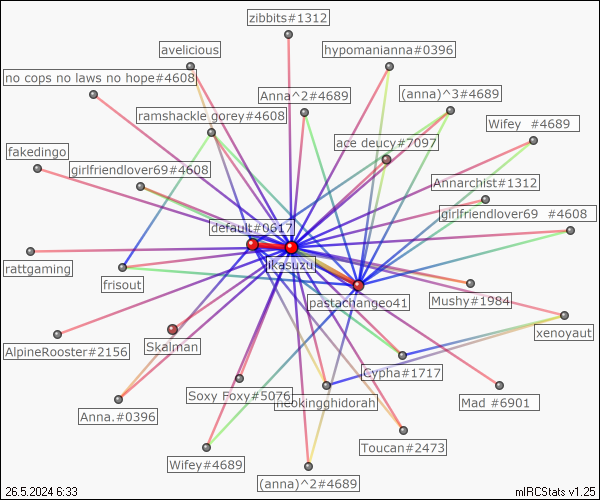 zibbits#1312
avelicious
hypomanianna#0396
no cops no laws no hope#4608
Anna^2#4689
(anna)^3#4689
ramshackle gorey#4608
Wifey  #4689
ace deucy#7097
fakedingo
girlfriendlover69#4608
Annarchist#1312
girlfriendlover69  #4608
default#0617
ikasuzu
rattgaming
frisout
pastachangeo41
Mushy#1984
xenoyaut
AlpineRooster#2156
Skalman
Cypha#1717
Soxy Foxy#5076
neokingghidorah
Mad #6901
Anna.#0396
Toucan#2473
Wifey#4689
(anna)^2#4689
26.5.2024 6:33
mIRCStats v1.25